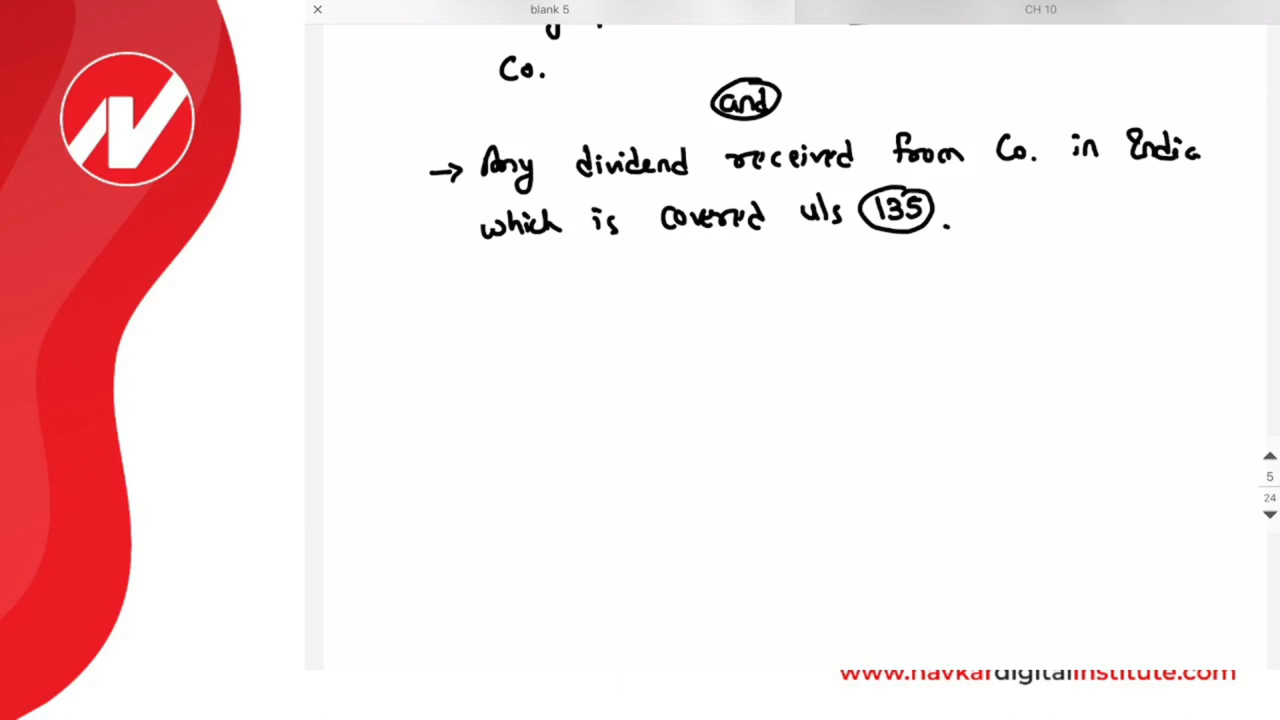 blank 5
CH 10
Co.
and
→ Any dividend received from Co. in India
which is covered u/s 135.
5
24
www.navkardigitalinstitute.com